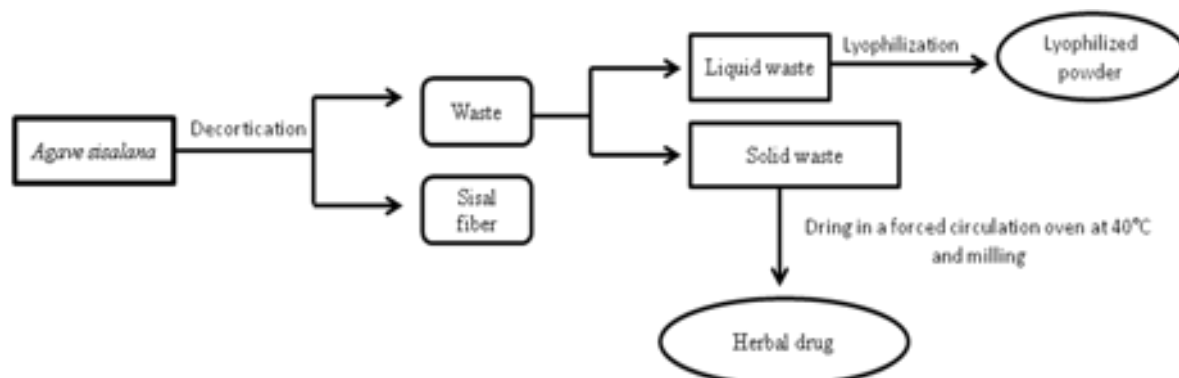 Agave sisalana
Decortication
Waste
Sisal
fiber
Liquid waste
Lyophilization
Lyophilized
powder
Solid waste
Dring in a forced circulation oven at 40°C
and millling
Herbal drug